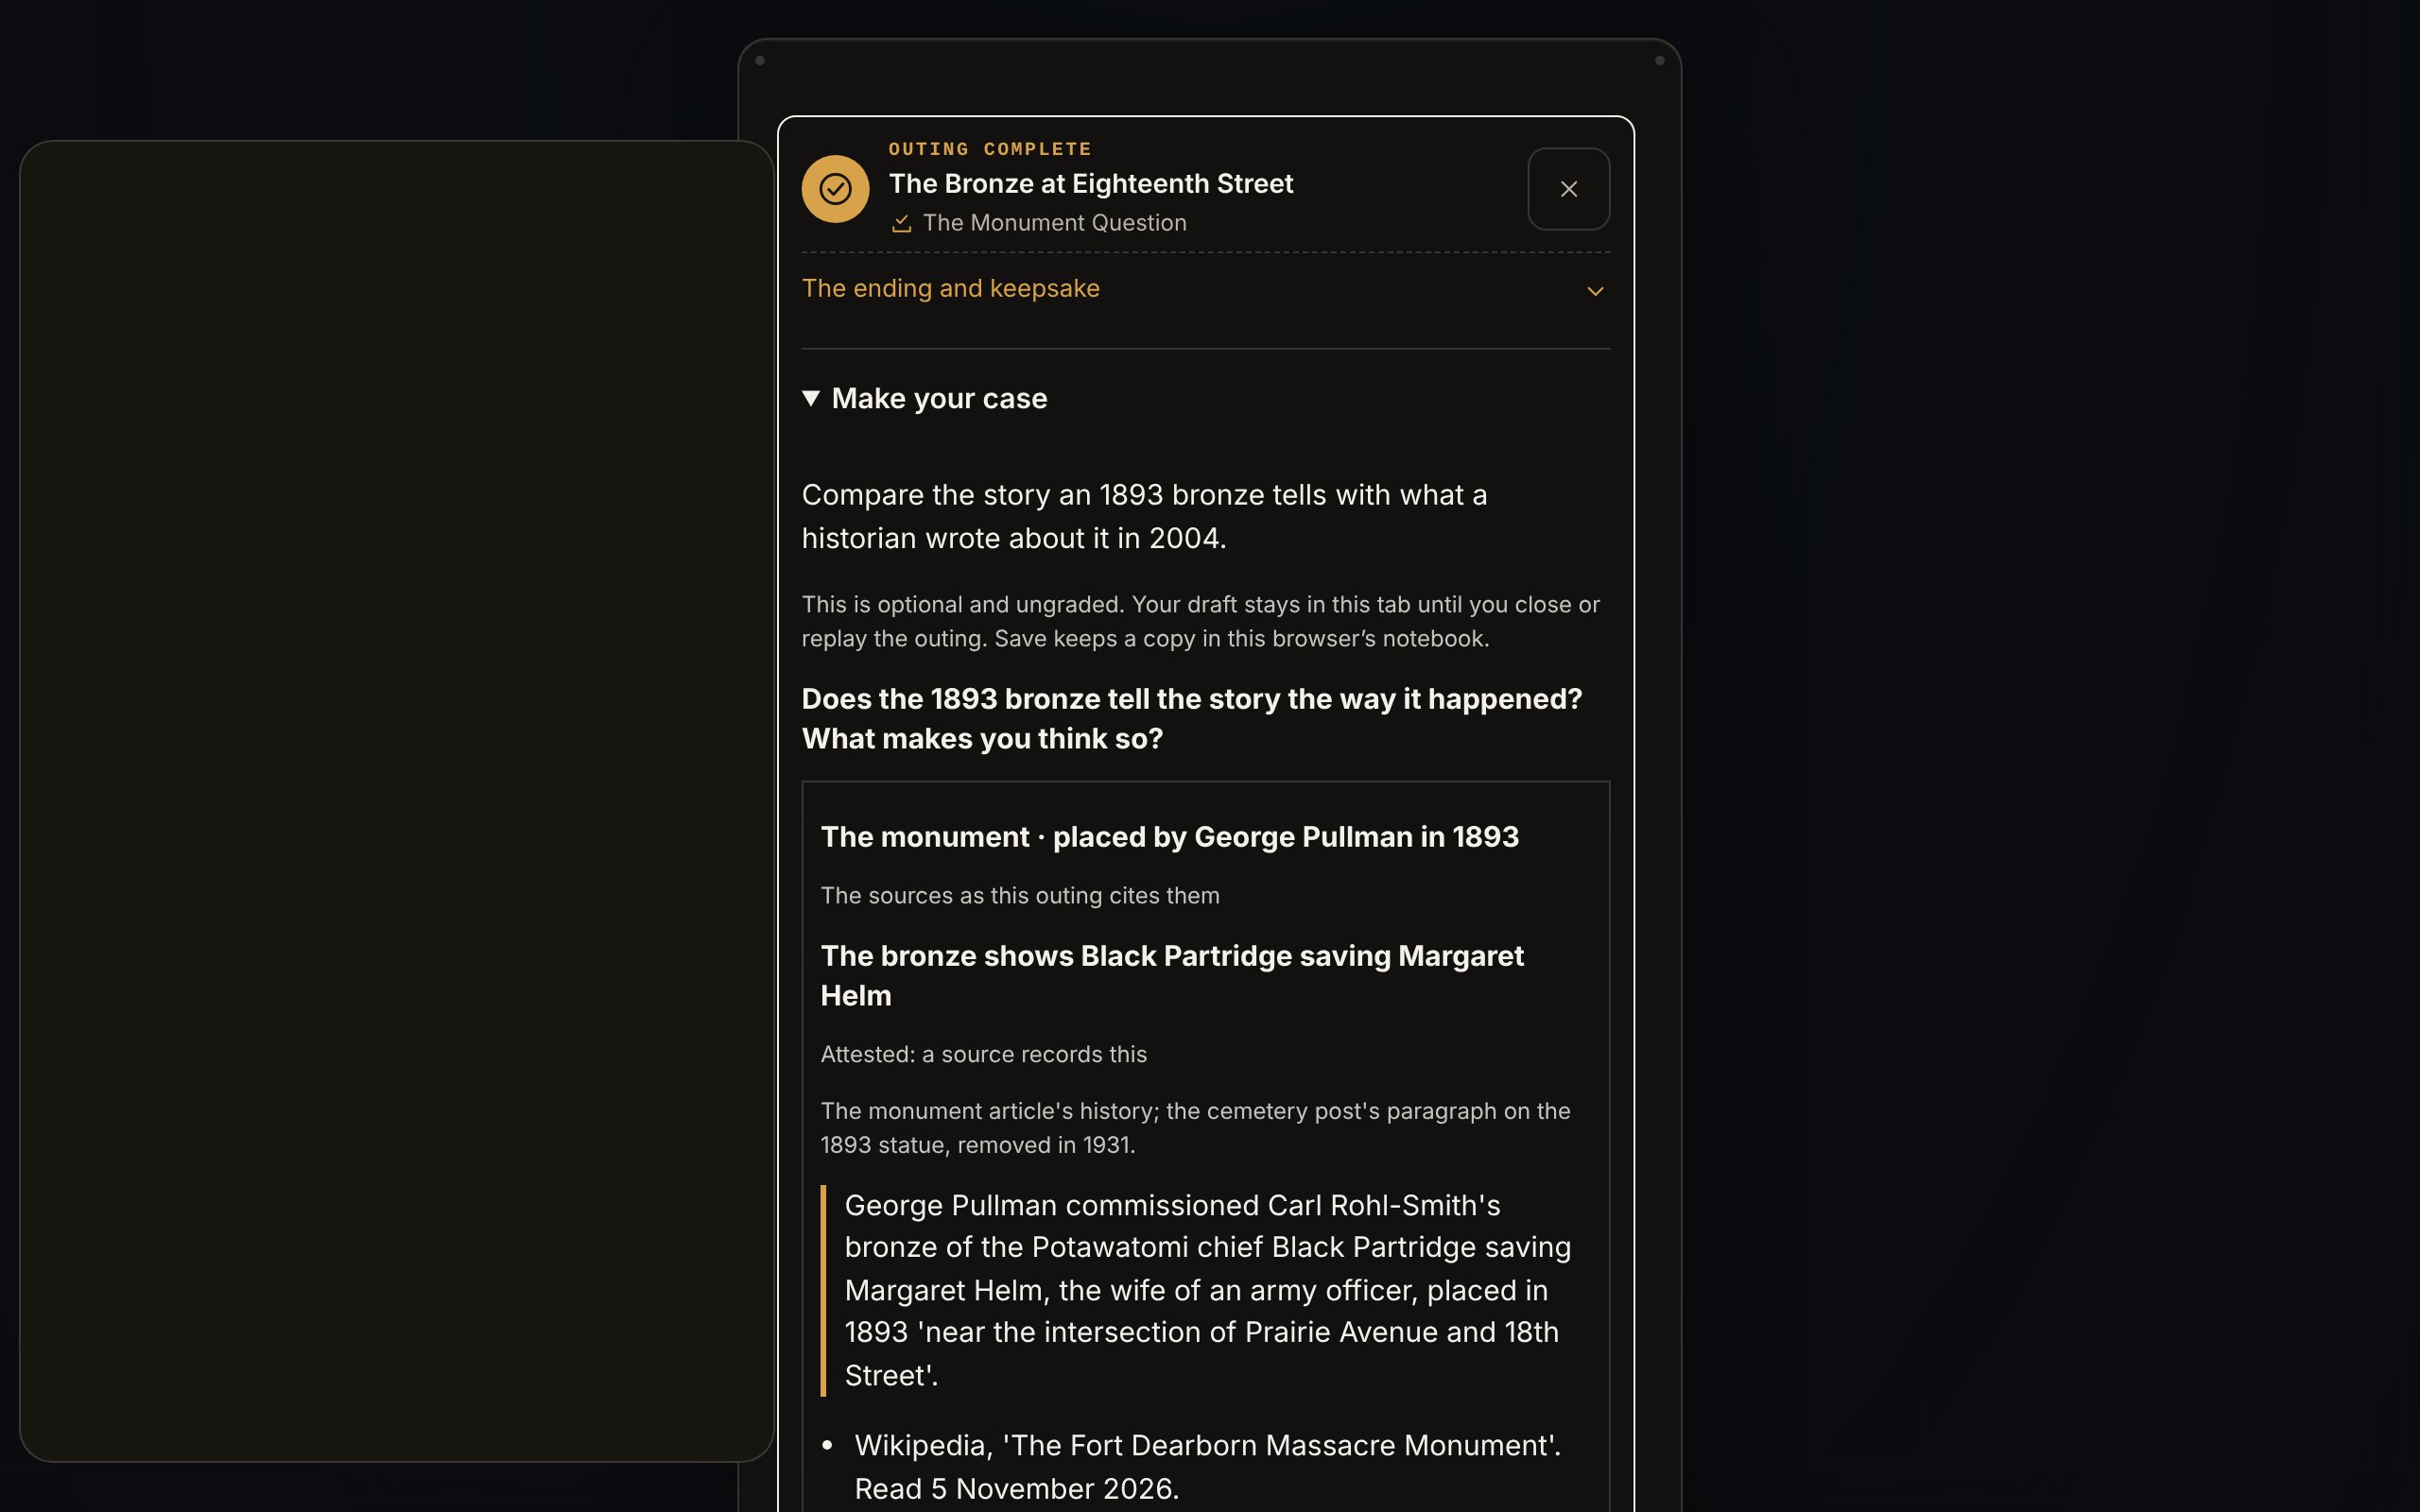 OUTING COMPLETE
The Bronze at Eighteenth Street
The Monument Question
The ending and keepsake
Make your case
Compare the story an 1893 bronze tells with what a
historian wrote about it in 2004.
This is optional and ungraded. Your draft stays in this tab until you close or
replay the outing. Save keeps a copy in this browser’s notebook.
Does the 1893 bronze tell the story the way it happened?
What makes you think so?
The monument · placed by George Pullman in 1893
The sources as this outing cites them
The bronze shows Black Partridge saving Margaret
Helm
Attested: a source records this
The monument article's history; the cemetery post's paragraph on the
1893 statue, removed in 1931.
George Pullman commissioned Carl Rohl-Smith's
bronze of the Potawatomi chief Black Partridge saving
Margaret Helm, the wife of an army officer, placed in
1893 'near the intersection of Prairie Avenue and 18th
Street'.
• Wikipedia, 'The Fort Dearborn Massacre Monument'.
Read 5 November 2026.